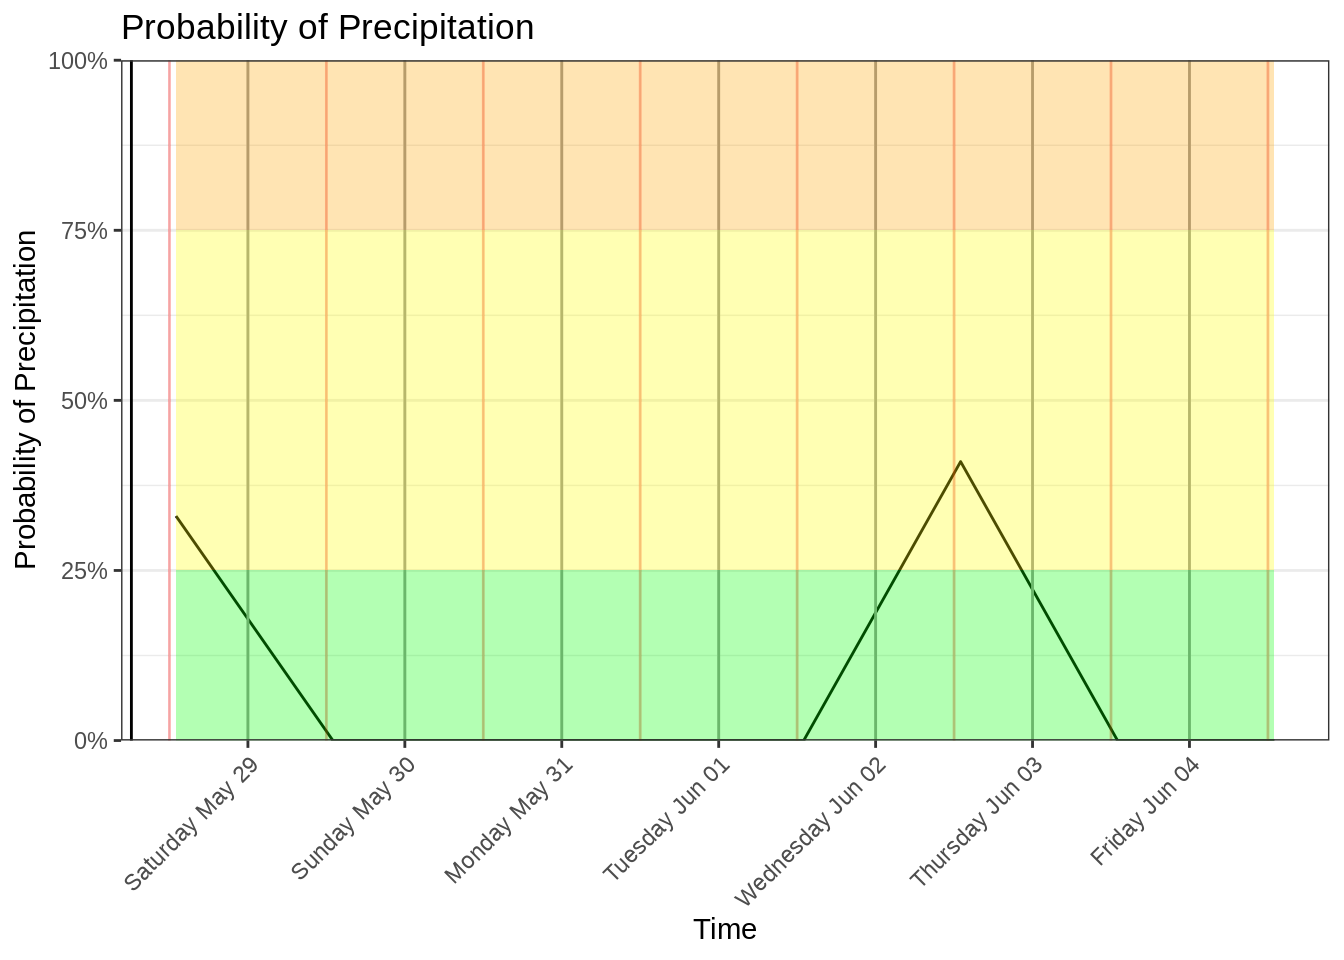 Probability of Precipitation
100%
75%
50%
25%
0%
Probability of Precipitation
Saturday May 29
Sunday May 30
Monday May 31
Tuesday Jun 01
Wednesday Jun 02
Thursday Jun 03
Friday Jun 04
Time